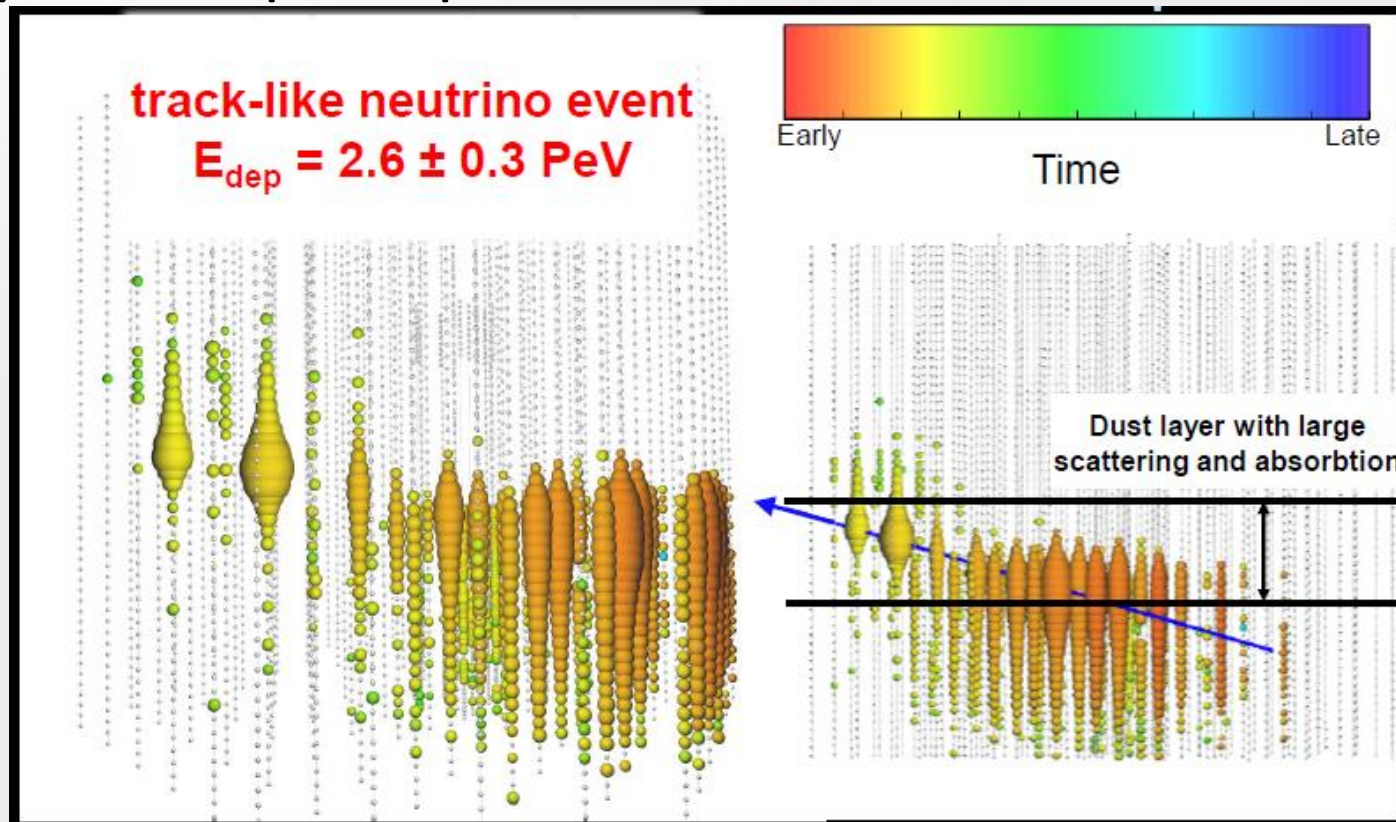 track-like neutrino event
E_dep = 2.6 ± 0.3 PeV
Early
Late
Time
Dust layer with large
scattering and absorbtion